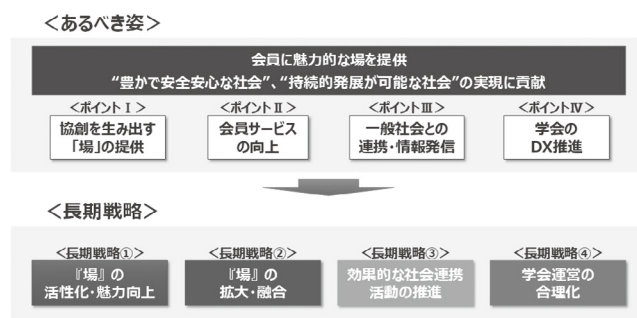 ＜あるべき姿＞
会員に魅力的な場を提供
“豊かで安全安心な社会”、“持続的発展が可能な社会”の実現に貢献
＜ポイントⅠ＞
協創を生み出す
「場」の提供
＜ポイントⅡ＞
会員サービス
の向上
＜ポイントⅢ＞
一般社会との
連携・情報発信
＜ポイントⅣ＞
学会の
DX推進
＜長期戦略＞
＜長期戦略①＞
『場』の
活性化・魅力向上
＜長期戦略②＞
『場』の
拡大・融合
＜長期戦略③＞
効果的な社会連携
活動の推進
＜長期戦略④＞
学会運営の
合理化